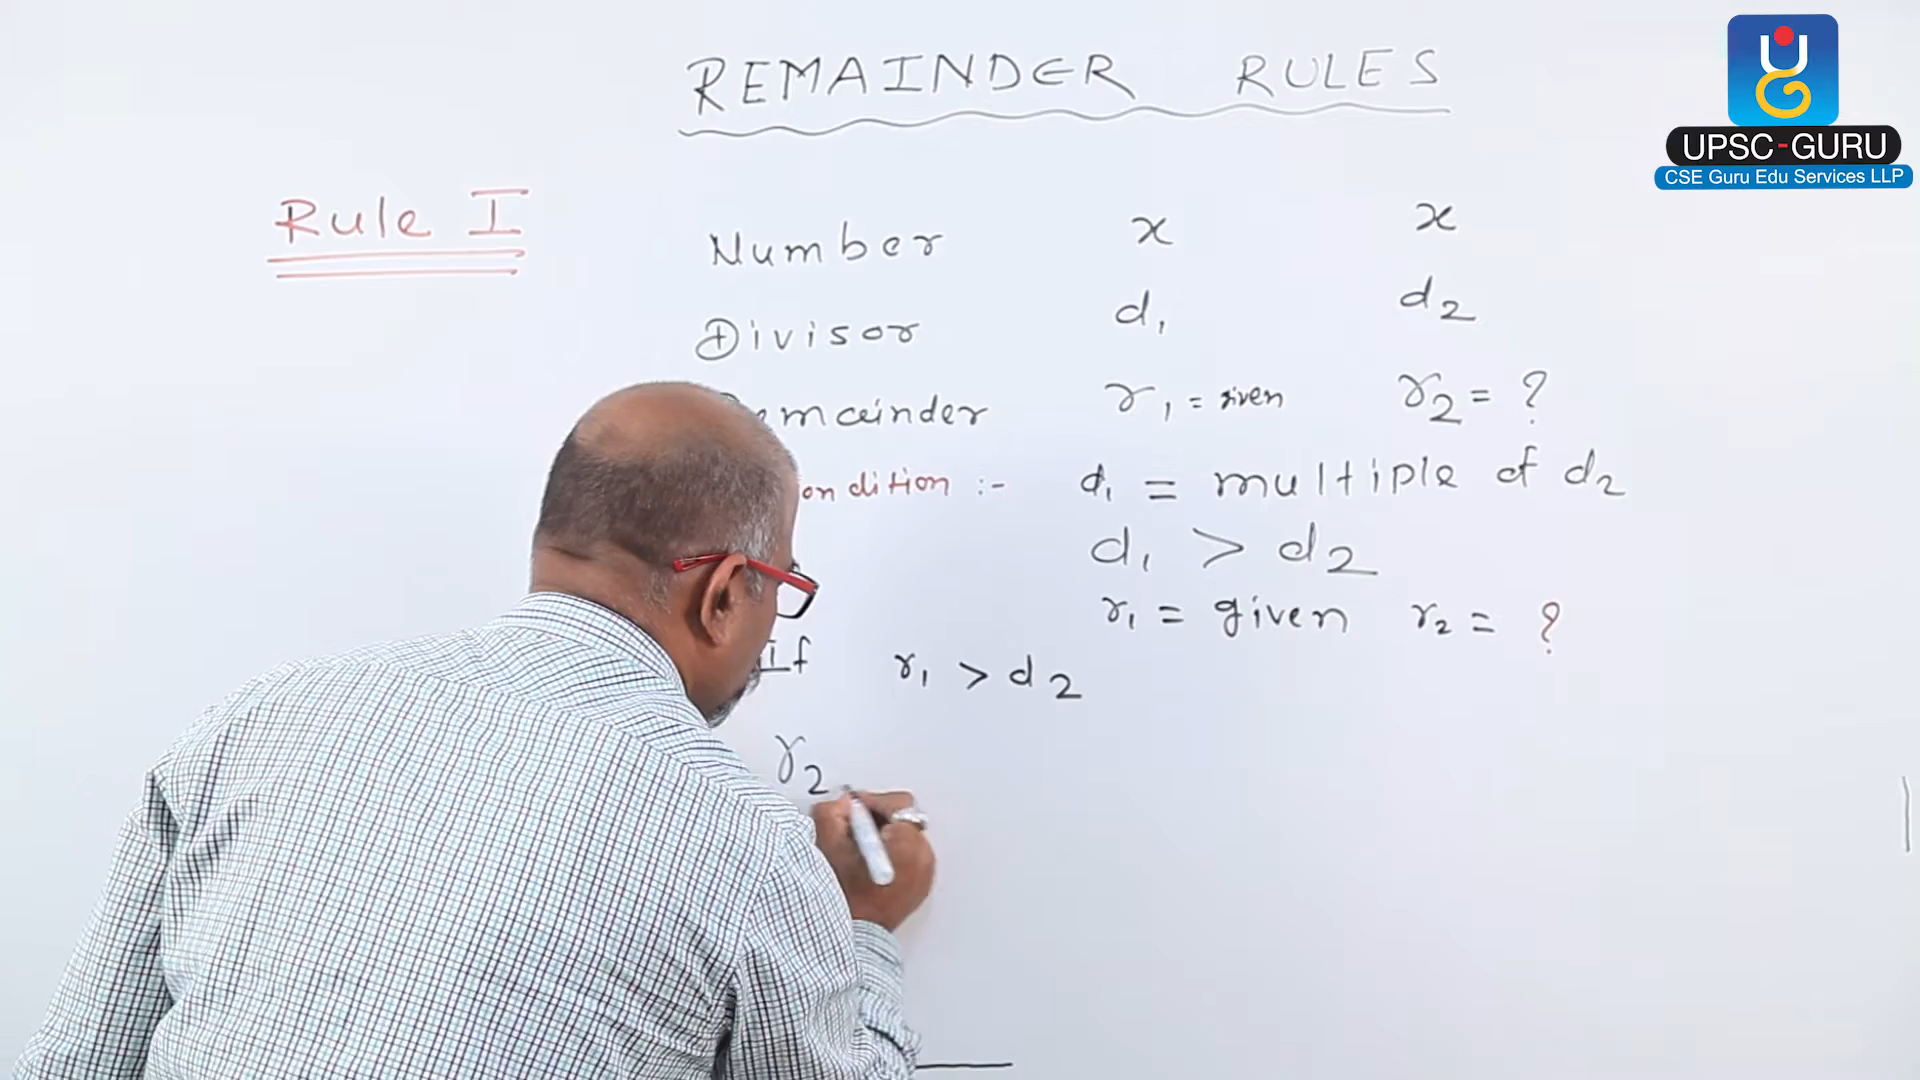 REMAINDER RULES
UPSC-GURU
CSE Guru Edu Services LLP
Rule I
Number x x
Divisor d₁ d₂
emainder r₁ = given r₂ = ?
ondition :- d₁ = multiple of d₂
d₁ > d₂
r₁ = given r₂ = ?
If r₁ > d₂
r₂